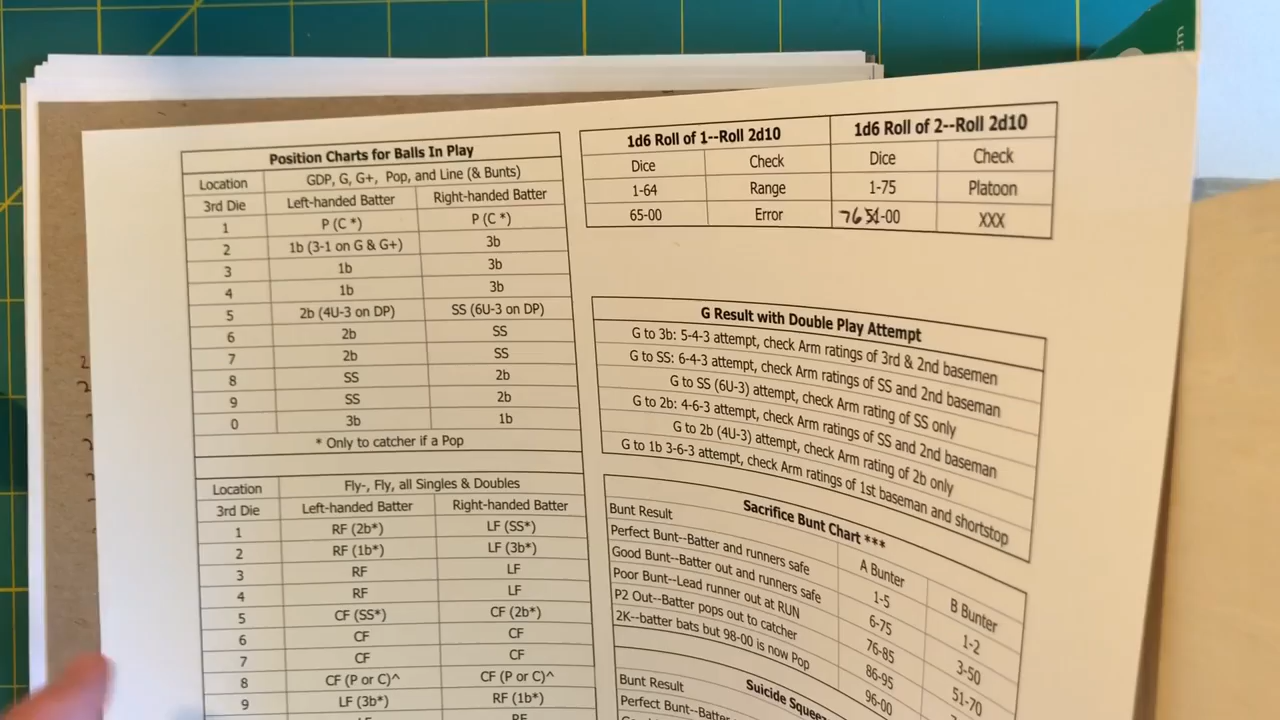 cm
Position Charts for Balls In Play
Location GDP, G, G+, Pop, and Line (& Bunts)
3rd Die Left-handed Batter Right-handed Batter
1 P (C *) P (C *)
2 1b (3-1 on G & G+) 3b
3 1b 3b
4 1b 3b
5 2b (4U-3 on DP) SS (6U-3 on DP)
6 2b SS
7 2b SS
8 SS 2b
9 SS 2b
0 3b 1b
* Only to catcher if a Pop
Location Fly-, Fly, all Singles & Doubles
3rd Die Left-handed Batter Right-handed Batter
1 RF (2b*) LF (SS*)
2 RF (1b*) LF (3b*)
3 RF LF
4 RF LF
5 CF (SS*) CF (2b*)
6 CF CF
7 CF CF
8 CF (P or C)^ CF (P or C)^
9 LF (3b*) RF (1b*)
LF RF
1d6 Roll of 1--Roll 2d10 1d6 Roll of 2--Roll 2d10
Dice Check Dice Check
1-64 Range 1-75 Platoon
65-00 Error 76-00 XXX
G Result with Double Play Attempt
G to 3b: 5-4-3 attempt, check Arm ratings of 3rd & 2nd basemen
G to SS: 6-4-3 attempt, check Arm ratings of SS and 2nd baseman
G to SS (6U-3) attempt, check Arm rating of SS only
G to 2b: 4-6-3 attempt, check Arm ratings of SS and 2nd baseman
G to 2b (4U-3) attempt, check Arm rating of 2b only
G to 1b 3-6-3 attempt, check Arm ratings of 1st baseman and shortstop
Sacrifice Bunt Chart ***
Bunt Result A Bunter B Bunter
Perfect Bunt--Batter and runners safe 1-5 1-2
Good Bunt--Batter out and runners safe 6-75 3-50
Poor Bunt--Lead runner out at RUN 76-85 51-70
P2 Out--Batter pops out to catcher 86-95
2K--batter bats but 98-00 is now Pop 96-00
Suicide
Bunt Result
Perfect